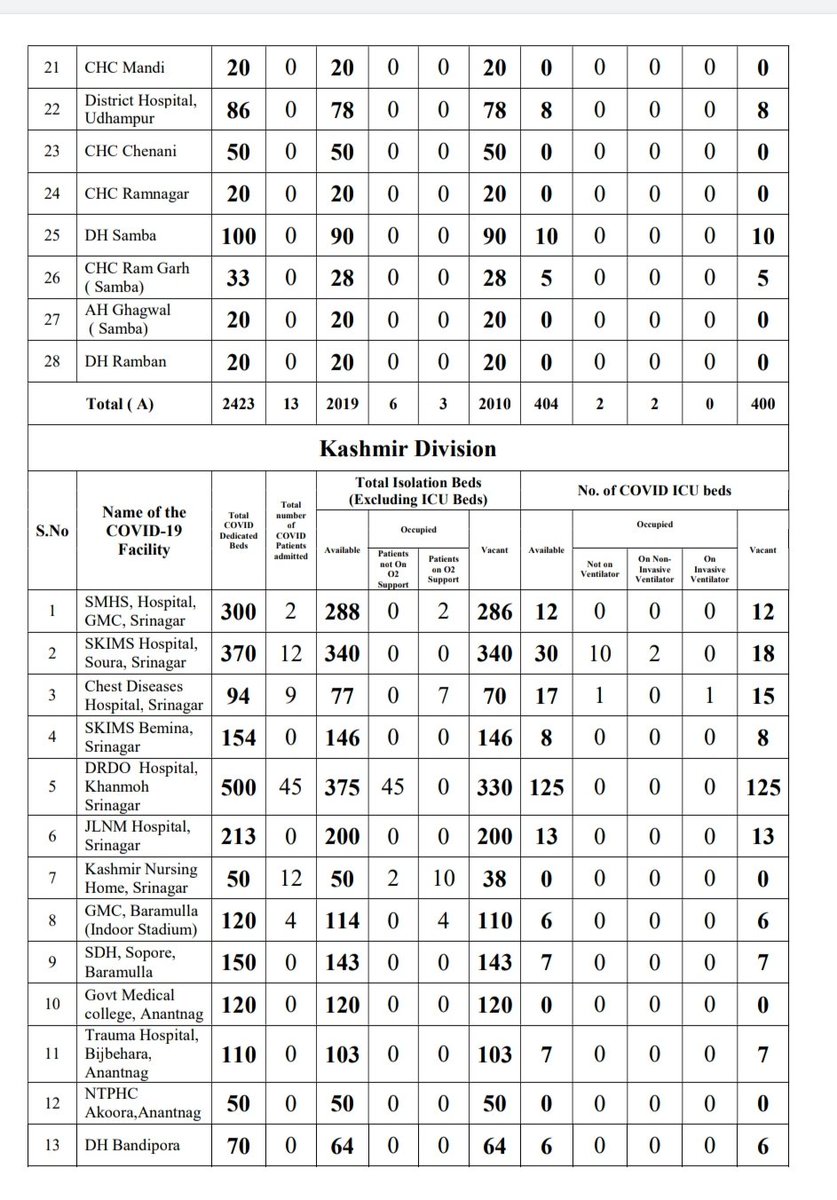 21 CHC Mandi 20 0 20 0 0 20 0 0 0 0 0
22 District Hospital, Udhampur 86 0 78 0 0 78 8 0 0 0 8
23 CHC Chenani 50 0 50 0 0 50 0 0 0 0 0
24 CHC Ramnagar 20 0 20 0 0 20 0 0 0 0 0
25 DH Samba 100 0 90 0 0 90 10 0 0 0 10
26 CHC Ram Garh ( Samba) 33 0 28 0 0 28 5 0 0 0 5
27 AH Ghagwal ( Samba) 20 0 20 0 0 20 0 0 0 0 0
28 DH Ramban 20 0 20 0 0 20 0 0 0 0 0
Total ( A) 2423 13 2019 6 3 2010 404 2 2 0 400
Kashmir Division
S.No
Name of the COVID-19 Facility
Total COVID Dedicated Beds
Total number of COVID Patients admitted
Total Isolation Beds (Excluding ICU Beds)
Available
Occupied
Patients not On O2 Support
Patients on O2 Support
Vacant
No. of COVID ICU beds
Available
Occupied
Not on Ventilator
On Non-Invasive Ventilator
On Invasive Ventilator
Vacant
1 SMHS, Hospital, GMC, Srinagar 300 2 288 0 2 286 12 0 0 0 12
2 SKIMS Hospital, Soura, Srinagar 370 12 340 0 0 340 30 10 2 0 18
3 Chest Diseases Hospital, Srinagar 94 9 77 0 7 70 17 1 0 1 15
4 SKIMS Bemina, Srinagar 154 0 146 0 0 146 8 0 0 0 8
5 DRDO Hospital, Khanmoh Srinagar 500 45 375 45 0 330 125 0 0 0 125
6 JLNM Hospital, Srinagar 213 0 200 0 0 200 13 0 0 0 13
7 Kashmir Nursing Home, Srinagar 50 12 50 2 10 38 0 0 0 0 0
8 GMC, Baramulla (Indoor Stadium) 120 4 114 0 4 110 6 0 0 0 6
9 SDH, Sopore, Baramulla 150 0 143 0 0 143 7 0 0 0 7
10 Govt Medical college, Anantnag 120 0 120 0 0 120 0 0 0 0 0
11 Trauma Hospital, Bijbehara, Anantnag 110 0 103 0 0 103 7 0 0 0 7
12 NTPHC Akoora,Anantnag 50 0 50 0 0 50 0 0 0 0 0
13 DH Bandipora 70 0 64 0 0 64 6 0 0 0 6